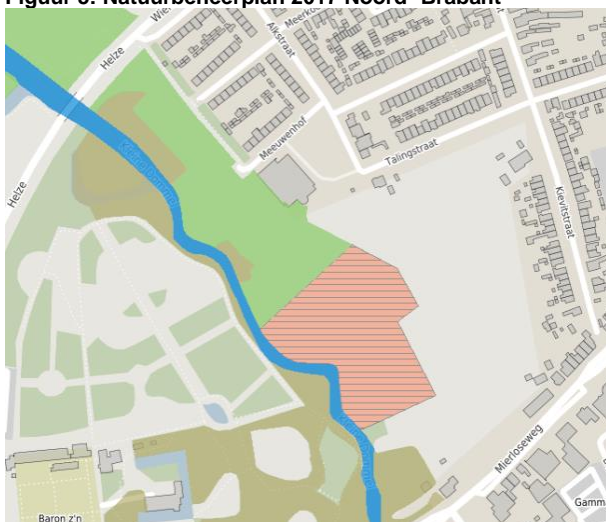 Figuur 6: Natuurbeheerplan 2017 Noord- Brabant
Helze
Alkstraat
Meeuwenhof
Talingstraat
Kievitstraat
Helze
Mierloseweg
Gamm
Baron z'n